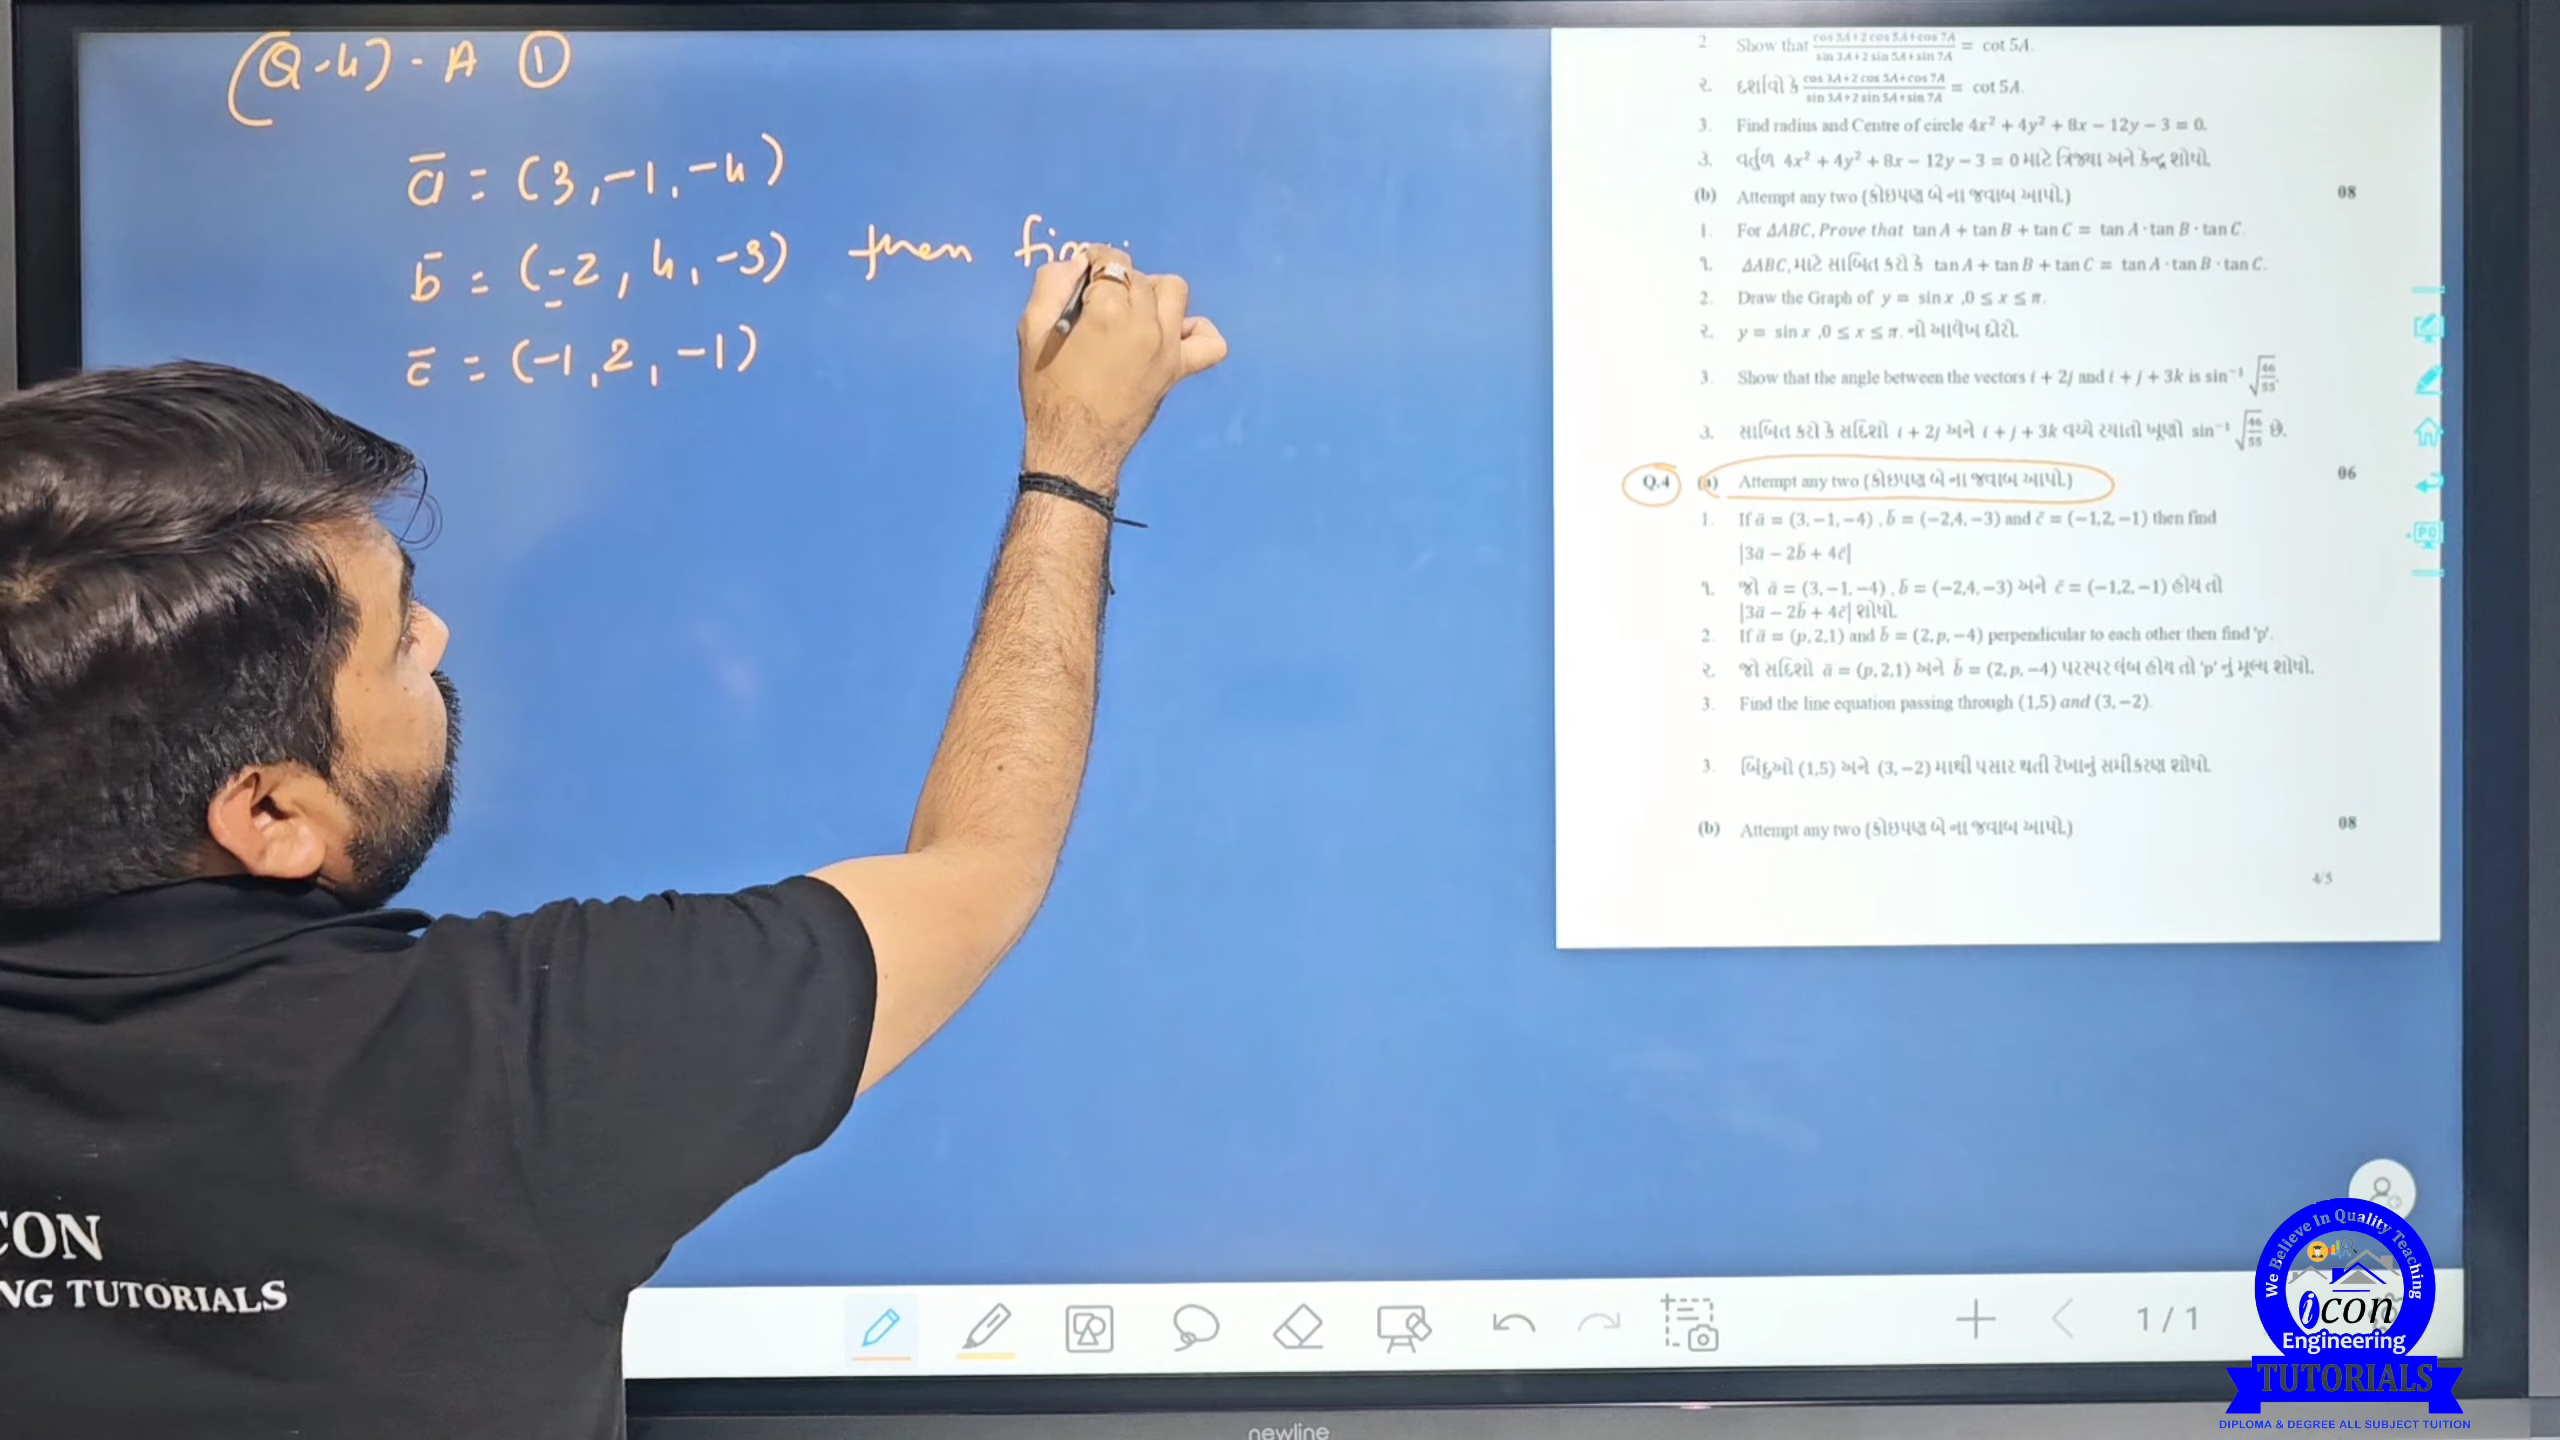 (Q-4) - A ①
ā = (3, -1, -4)
b̄ = (-2, 4, -3) then
c̄ = (-1, 2, -1)
2. Show that (cos 3A+2 cos 5A+cos 7A)/(sin 3A+2 sin 5A+sin 7A) = cot 5A.
૨. દર્શાવો કે (cos 3A+2 cos 5A+cos 7A)/(sin 3A+2 sin 5A+sin 7A) = cot 5A.
3. Find radius and Centre of circle 4x² + 4y² + 8x − 12y − 3 = 0.
૩. વર્તુળ 4x² + 4y² + 8x − 12y − 3 = 0 માટે ત્રિજ્યા અને કેન્દ્ર શોધો.
(b) Attempt any two (કોઇપણ બે ના જવાબ આપો.) 08
1. For ΔABC, Prove that tan A + tan B + tan C = tan A · tan B · tan C.
૧. ΔABC, માટે સાબિત કરો કે tan A + tan B + tan C = tan A · tan B · tan C.
2. Draw the Graph of y = sin x ,0 ≤ x ≤ π.
૨. y = sin x ,0 ≤ x ≤ π. નો આલેખ દોરો.
3. Show that the angle between the vectors i + 2j and i + j + 3k is sin⁻¹ √(46/55).
૩. સાબિત કરો કે સદિશો i + 2j અને i + j + 3k વચ્ચે રચાતો ખૂણો sin⁻¹ √(46/55) છે.
Q.4 (a) Attempt any two (કોઇપણ બે ના જવાબ આપો.) 06
1. If ā = (3, −1, −4) , b̄ = (−2,4, −3) and c̄ = (−1,2, −1) then find
|3ā − 2b̄ + 4c̄|
૧. જો ā = (3, −1, −4) , b̄ = (−2,4, −3) અને c̄ = (−1,2, −1) હોય તો
|3ā − 2b̄ + 4c̄| શોધો.
2. If ā = (p, 2,1) and b̄ = (2, p, −4) perpendicular to each other then find 'p'.
૨. જો સદિશો ā = (p, 2,1) અને b̄ = (2, p, −4) પરસ્પર લંબ હોય તો 'p' નું મૂલ્ય શોધો.
3. Find the line equation passing through (1,5) and (3, −2).
૩. બિંદુઓ (1,5) અને (3, −2) માથી પસાર થતી રેખાનું સમીકરણ શોધો.
(b) Attempt any two (કોઇપણ બે ના જવાબ આપો.) 08
4/5
CON
NG TUTORIALS
1 / 1
newline
We Believe In Quality Teaching
icon
Engineering
TUTORIALS
DIPLOMA & DEGREE ALL SUBJECT TUITION